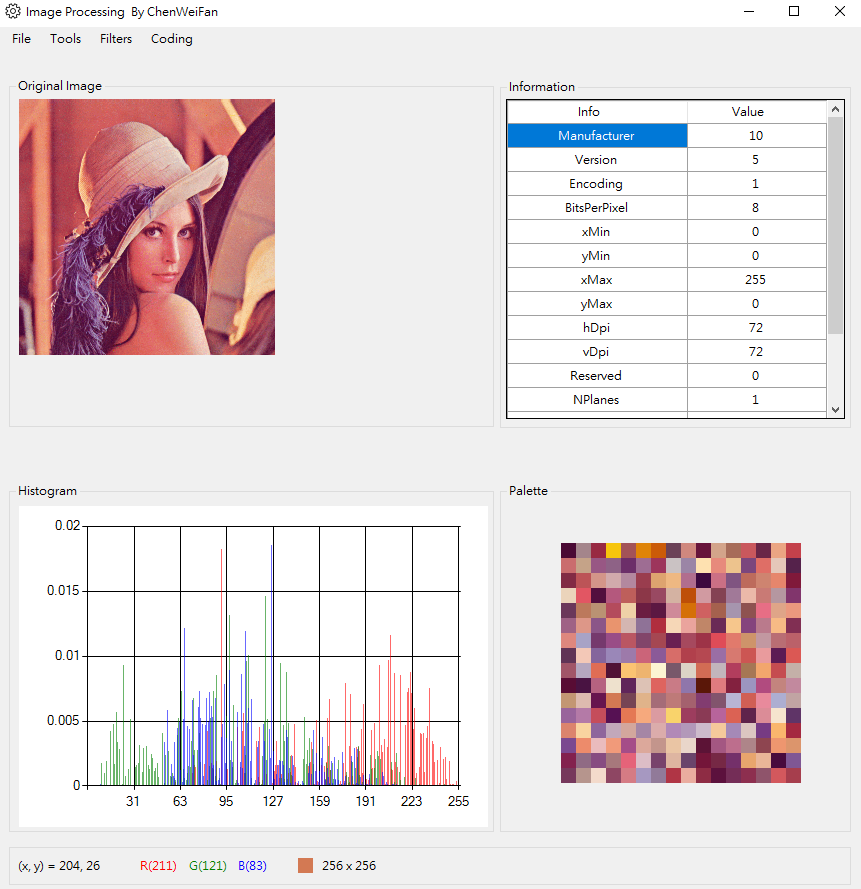 Image Processing By ChenWeiFan
File Tools Filters Coding
Original Image
Information
Info Value
Manufacturer 10
Version 5
Encoding 1
BitsPerPixel 8
xMin 0
yMin 0
xMax 255
yMax 0
hDpi 72
vDpi 72
Reserved 0
NPlanes 1
Histogram
0.02
0.015
0.01
0.005
0
31 63 95 127 159 191 223 255
Palette
(x, y) = 204, 26 R(211) G(121) B(83) 256 x 256